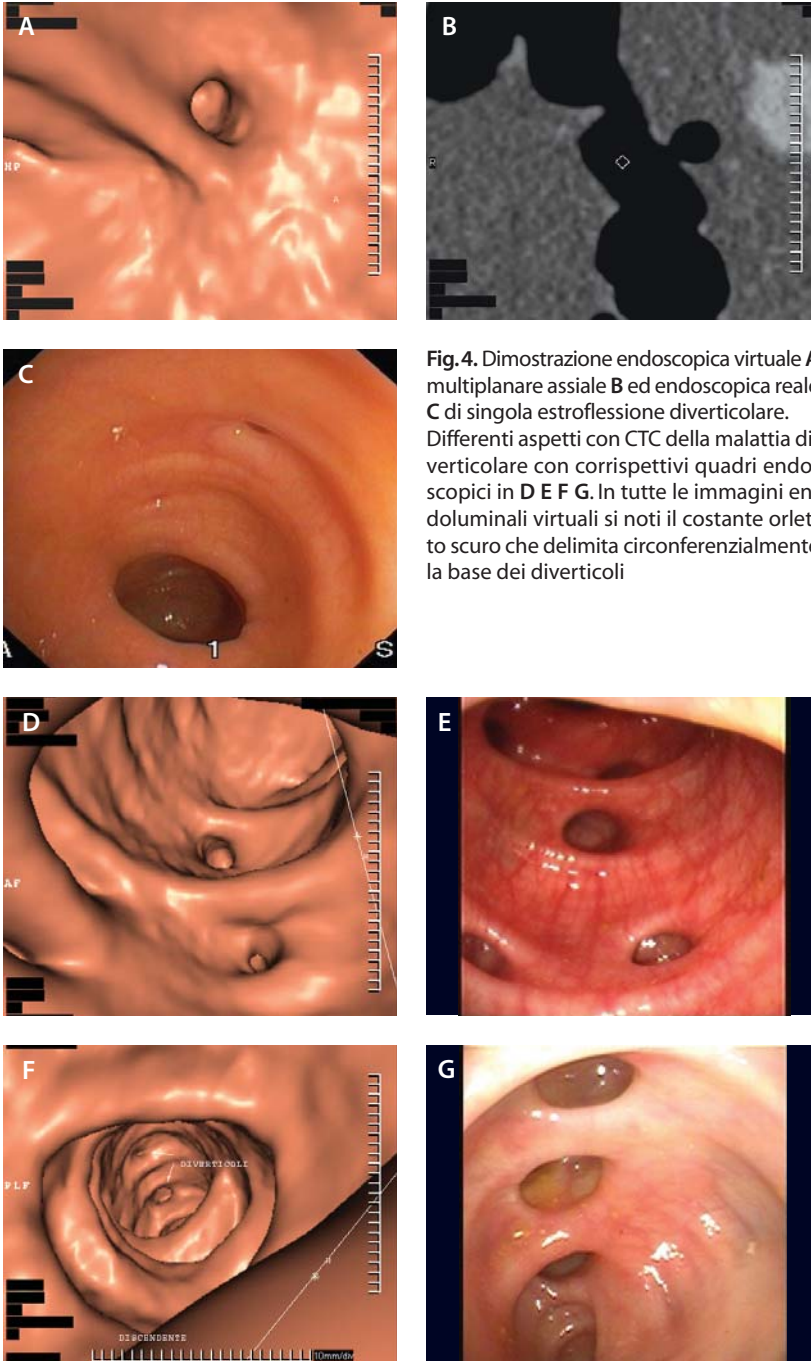 A
HP
A
B
R
C
A
1
S
Fig. 4. Dimostrazione endoscopica virtuale A
multiplanare assiale B ed endoscopica reale
C di singola estroflessione diverticolare.
Differenti aspetti con CTC della malattia di
verticolare con corrispettivi quadri endo
scopici in D E F G. In tutte le immagini en
doluminali virtuali si noti il costante orlet
to scuro che delimita circonferenzialmente
la base dei diverticoli
D
AF
E
F
DIVERTICOLI
PLF
DISCENDENTE
10mm/div
G